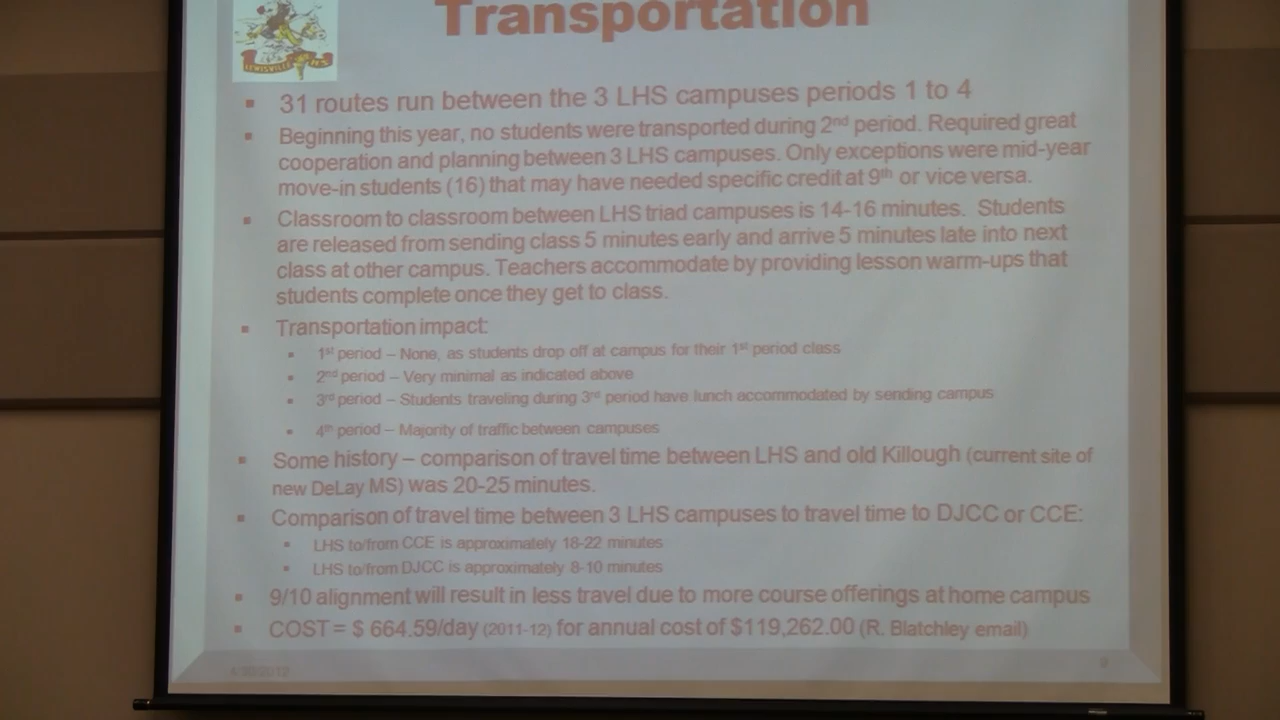 Transportation
LEWISVILLE
▪ 31 routes run between the 3 LHS campuses periods 1 to 4
▪ Beginning this year, no students were transported during 2nd period. Required great
cooperation and planning between 3 LHS campuses. Only exceptions were mid-year
move-in students (16) that may have needed specific credit at 9th or vice versa.
▪ Classroom to classroom between LHS triad campuses is 14-16 minutes. Students
are released from sending class 5 minutes early and arrive 5 minutes late into next
class at other campus. Teachers accommodate by providing lesson warm-ups that
students complete once they get to class.
▪ Transportation impact:
▪ 1st period – None, as students drop off at campus for their 1st period class
▪ 2nd period – Very minimal as indicated above
▪ 3rd period – Students traveling during 3rd period have lunch accommodated by sending campus
▪ 4th period – Majority of traffic between campuses
▪ Some history – comparison of travel time between LHS and old Killough (current site of
new DeLay MS) was 20-25 minutes.
▪ Comparison of travel time between 3 LHS campuses to travel time to DJCC or CCE:
▪ LHS to/from CCE is approximately 18-22 minutes
▪ LHS to/from DJCC is approximately 8-10 minutes
▪ 9/10 alignment will result in less travel due to more course offerings at home campus
▪ COST = $ 664.59/day (2011-12) for annual cost of $119,262.00 (R. Blatchley email)
9